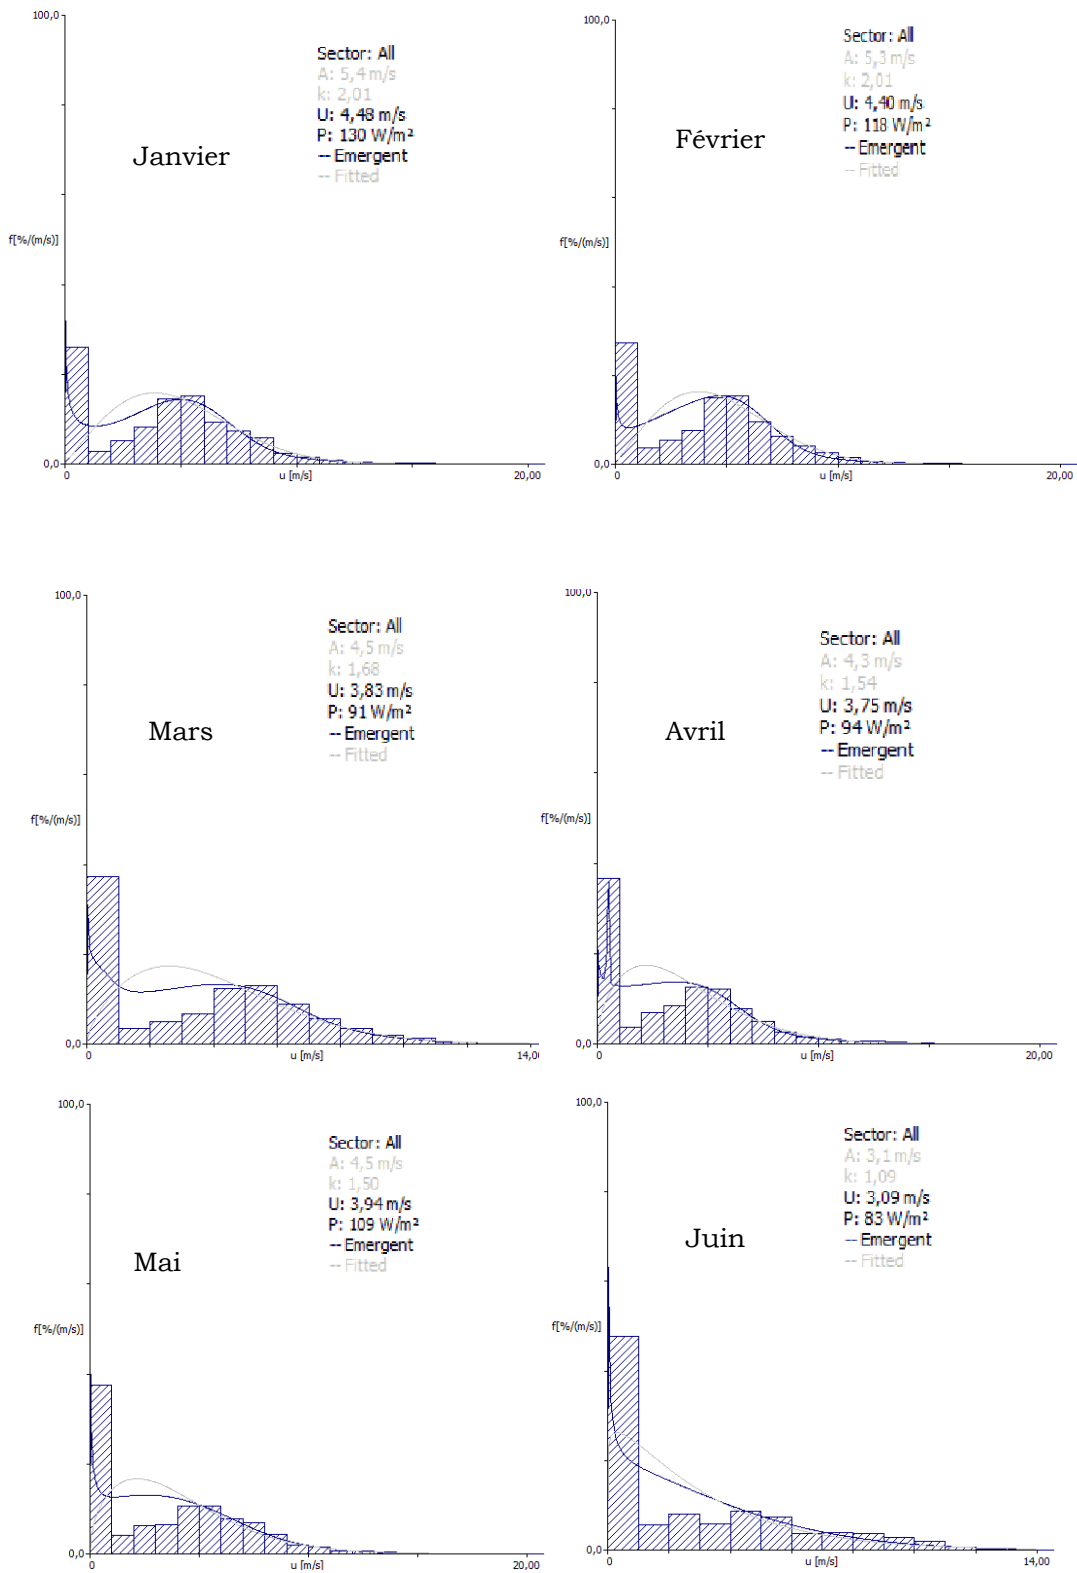 100,0
Sector: All
A: 5,4 m/s
k: 2,01
U: 4,48 m/s
P: 130 W/m²
-- Emergent
-- Fitted
Janvier
f[%/(m/s)]
0,0
0
u [m/s]
20,00
100,0
Sector: All
A: 5,3 m/s
k: 2,01
U: 4,40 m/s
P: 118 W/m²
-- Emergent
-- Fitted
Février
f[%/(m/s)]
0,0
0
u [m/s]
20,00
100,0
Sector: All
A: 4,5 m/s
k: 1,68
U: 3,83 m/s
P: 91 W/m²
-- Emergent
-- Fitted
Mars
f[%/(m/s)]
0,0
0
u [m/s]
14,0
100,0
Sector: All
A: 4,3 m/s
k: 1,54
U: 3,75 m/s
P: 94 W/m²
-- Emergent
-- Fitted
Avril
f[%/(m/s)]
0,0
0
u [m/s]
20,00
100,0
Sector: All
A: 4,5 m/s
k: 1,50
U: 3,94 m/s
P: 109 W/m²
-- Emergent
-- Fitted
Mai
f[%/(m/s)]
0,0
0
u [m/s]
20,00
100,0
Sector: All
A: 3,1 m/s
k: 1,09
U: 3,09 m/s
P: 83 W/m²
-- Emergent
-- Fitted
Juin
f[%/(m/s)]
0,0
0
u [m/s]
14,00